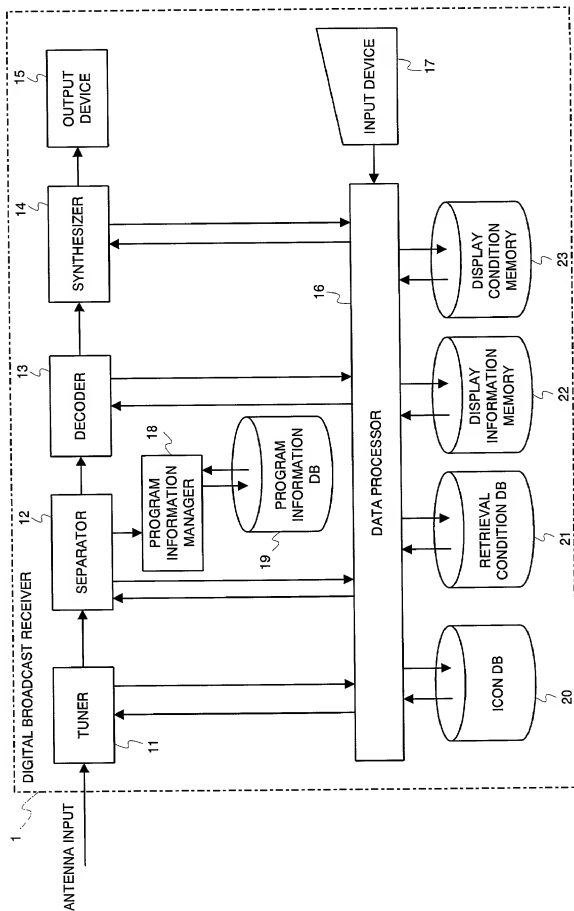 DIGITAL BROADCAST RECEIVER
1
ANTENNA INPUT
TUNER
11
SEPARATOR
12
DECODER
13
SYNTHESIZER
14
OUTPUT
DEVICE
15
PROGRAM
INFORMATION
MANAGER
18
PROGRAM
INFORMATION
DB
19
DATA PROCESSOR
16
INPUT DEVICE
17
ICON DB
20
RETRIEVAL
CONDITION DB
21
DISPLAY
INFORMATION
MEMORY
22
DISPLAY
CONDITION
MEMORY
23